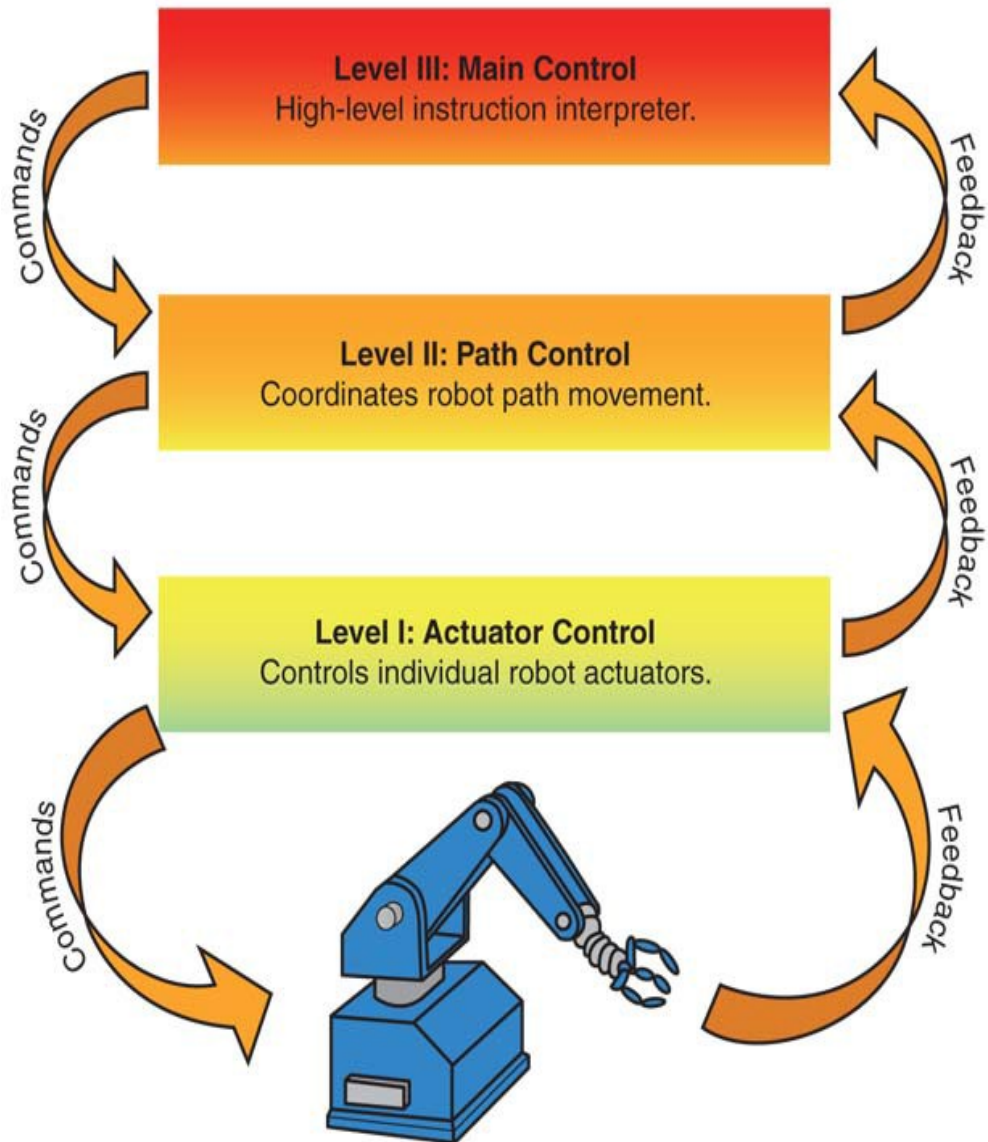 Level III: Main Control
High-level instruction interpreter.
Commands
Feedback
Level II: Path Control
Coordinates robot path movement.
Commands
Feedback
Level I: Actuator Control
Controls individual robot actuators.
Commands
Feedback